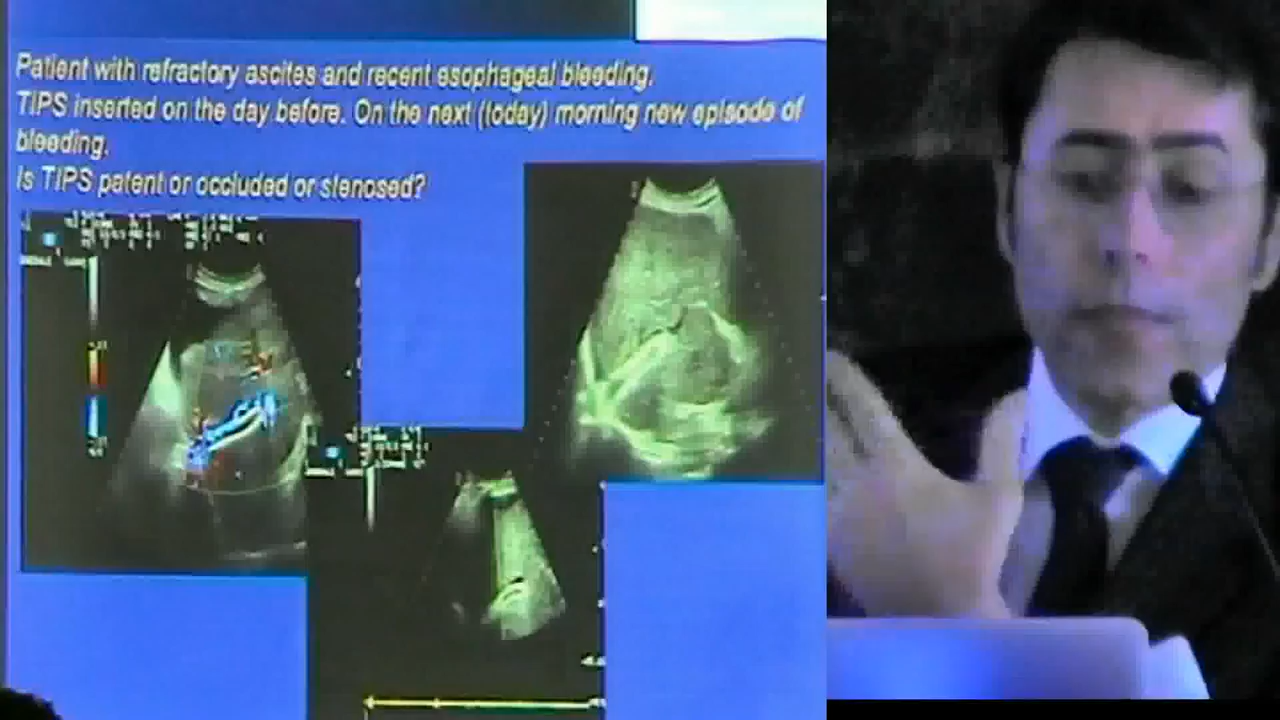 Patient with refractory ascites and recent esophageal bleeding.
TIPS inserted on the day before. On the next (today) morning new episode of
bleeding.
Is TIPS patent or occluded or stenosed?